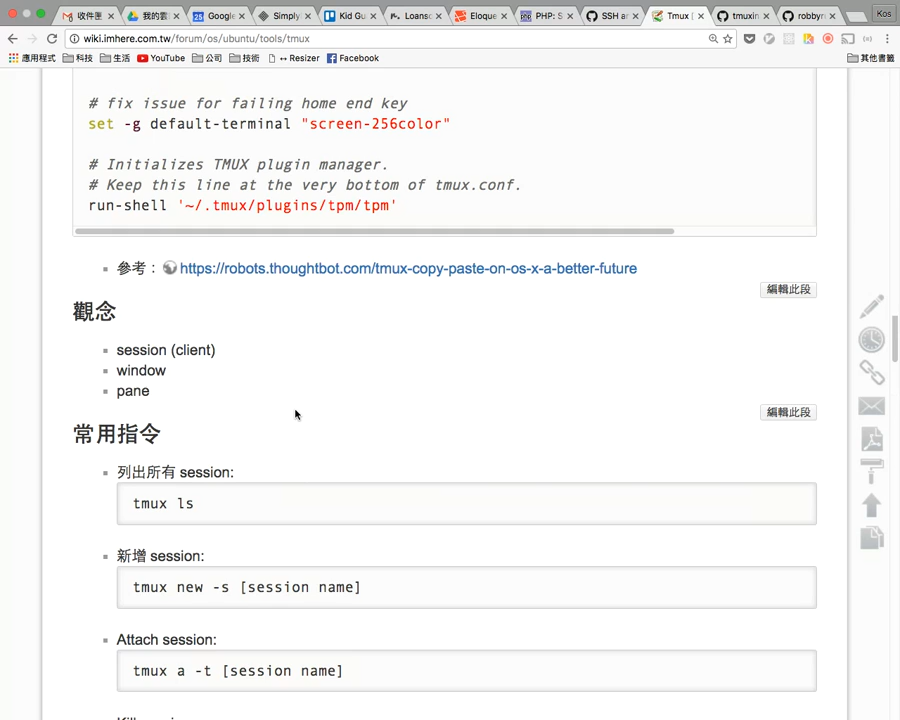 收件匣
我的雲
Google
Simply
Kid Gu
Loans
Eloque
PHP: S
SSH ar
Tmux [
tmuxin
robbyr
Kos
wiki.imhere.com.tw/forum/os/ubuntu/tools/tmux
應用程式 科技 生活 YouTube 公司 技術 ↔ Resizer Facebook 其他書籤
# fix issue for failing home end key
set -g default-terminal "screen-256color"
# Initializes TMUX plugin manager.
# Keep this line at the very bottom of tmux.conf.
run-shell '~/.tmux/plugins/tpm/tpm'
參考： https://robots.thoughtbot.com/tmux-copy-paste-on-os-x-a-better-future
編輯此段
觀念
session (client)
window
pane
編輯此段
常用指令
列出所有 session:
tmux ls
新增 session:
tmux new -s [session name]
Attach session:
tmux a -t [session name]